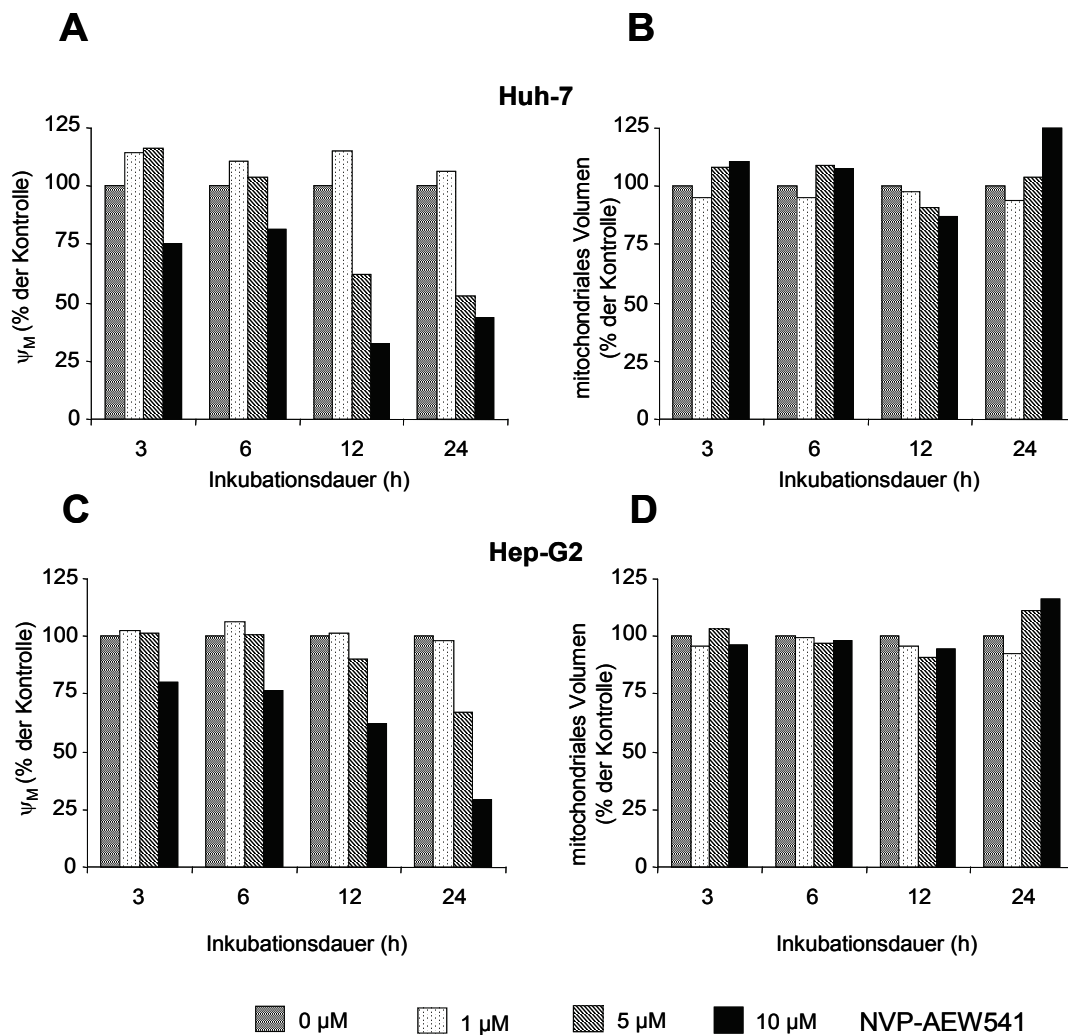 A
B
Huh-7
ψM (% der Kontrolle)
125
100
75
50
25
0
3 6 12 24
Inkubationsdauer (h)
mitochondriales Volumen
(% der Kontrolle)
125
100
75
50
25
0
3 6 12 24
Inkubationsdauer (h)
C
D
Hep-G2
ψM (% der Kontrolle)
125
100
75
50
25
0
3 6 12 24
Inkubationsdauer (h)
mitochondriales Volumen
(% der Kontrolle)
125
100
75
50
25
0
3 6 12 24
Inkubationsdauer (h)
0 µM 1 µM 5 µM 10 µM NVP-AEW541